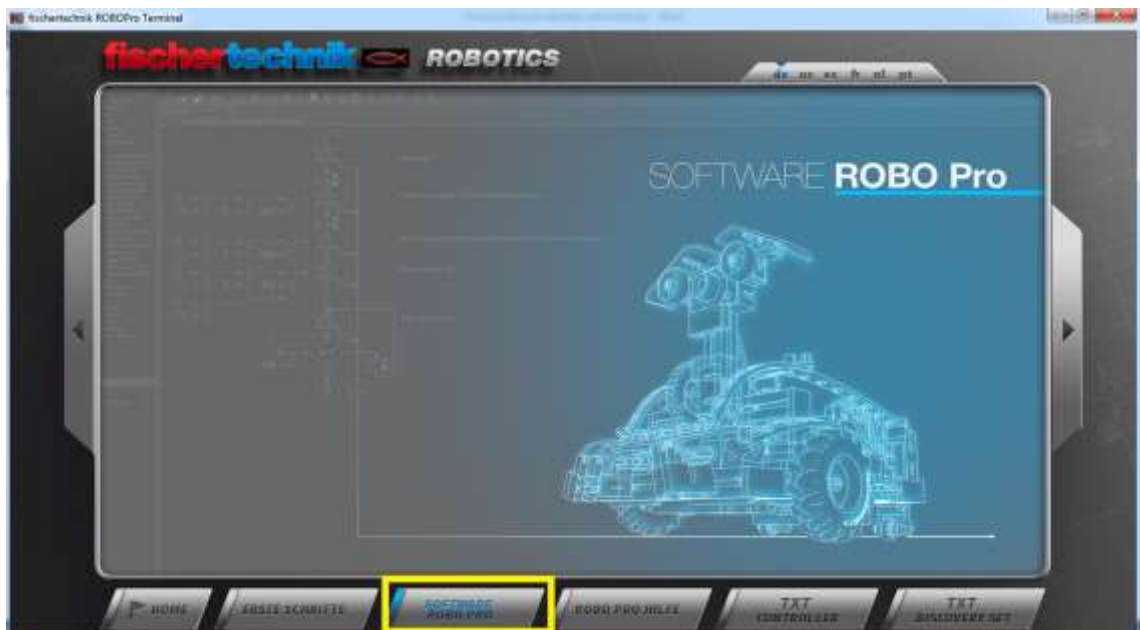 fischertechnik ROBOPro Terminal
fischertechnik ROBOTICS
de us es fr nl pt
SOFTWARE ROBO Pro
HOME
ERSTE SCHRITTE
SOFTWARE
ROBO PRO
ROBO PRO HILFE
TXT
CONTROLLER
TXT
DISCOVERY SET